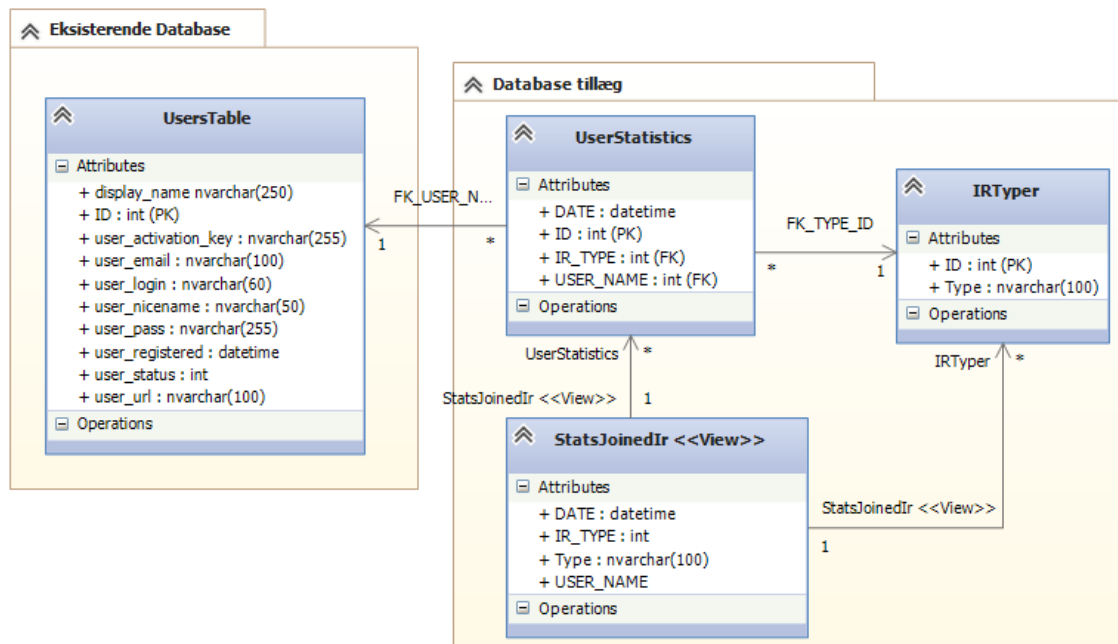 Eksisterende Database
UsersTable
Attributes
+ display_name nvarchar(250)
+ ID : int (PK)
+ user_activation_key : nvarchar(255)
+ user_email : nvarchar(100)
+ user_login : nvarchar(60)
+ user_nicename : nvarchar(50)
+ user_pass : nvarchar(255)
+ user_registered : datetime
+ user_status : int
+ user_url : nvarchar(100)
Operations
FK_USER_N...
1
*
Database tillæg
UserStatistics
Attributes
+ DATE : datetime
+ ID : int (PK)
+ IR_TYPE : int (FK)
+ USER_NAME : int (FK)
Operations
FK_TYPE_ID
*
1
IRTyper
Attributes
+ ID : int (PK)
+ Type : nvarchar(100)
Operations
UserStatistics
*
StatsJoinedIr <<View>>
1
IRTyper
*
StatsJoinedIr <<View>>
Attributes
+ DATE : datetime
+ IR_TYPE : int
+ Type : nvarchar(100)
+ USER_NAME
Operations
StatsJoinedIr <<View>>
1